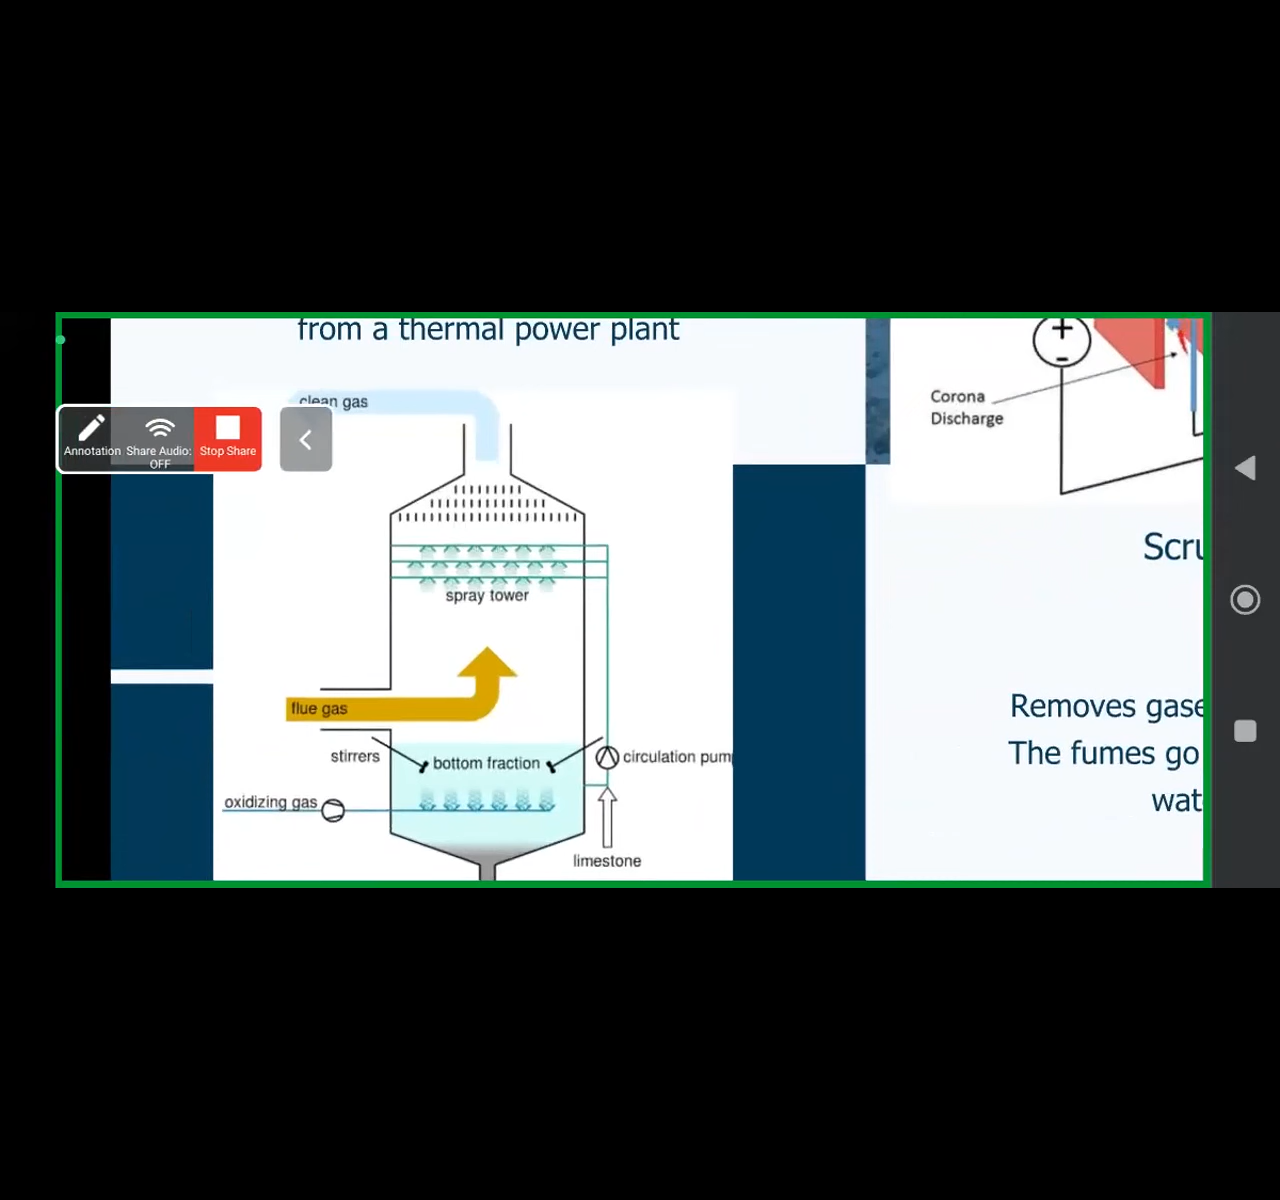 from a thermal power plant
clean gas
Annotation
Share Audio:
OFF
Stop Share
spray tower
flue gas
stirrers
bottom fraction
circulation pum
oxidizing gas
limestone
+
-
Corona
Discharge
Scru
Removes gase
The fumes go
wat